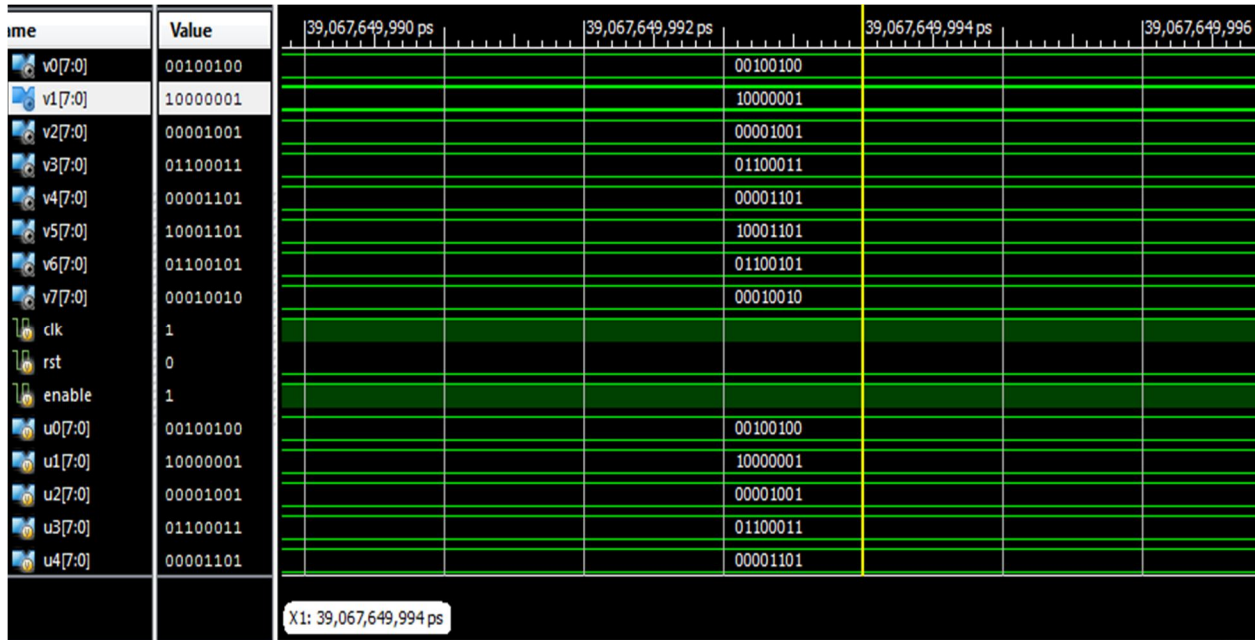 ame Value 39,067,649,990 ps 39,067,649,992 ps 39,067,649,994 ps 39,067,649,996
v0[7:0] 00100100 00100100
v1[7:0] 10000001 10000001
v2[7:0] 00001001 00001001
v3[7:0] 01100011 01100011
v4[7:0] 00001101 00001101
v5[7:0] 10001101 10001101
v6[7:0] 01100101 01100101
v7[7:0] 00010010 00010010
clk 1
rst 0
enable 1
u0[7:0] 00100100 00100100
u1[7:0] 10000001 10000001
u2[7:0] 00001001 00001001
u3[7:0] 01100011 01100011
u4[7:0] 00001101 00001101
X1: 39,067,649,994 ps